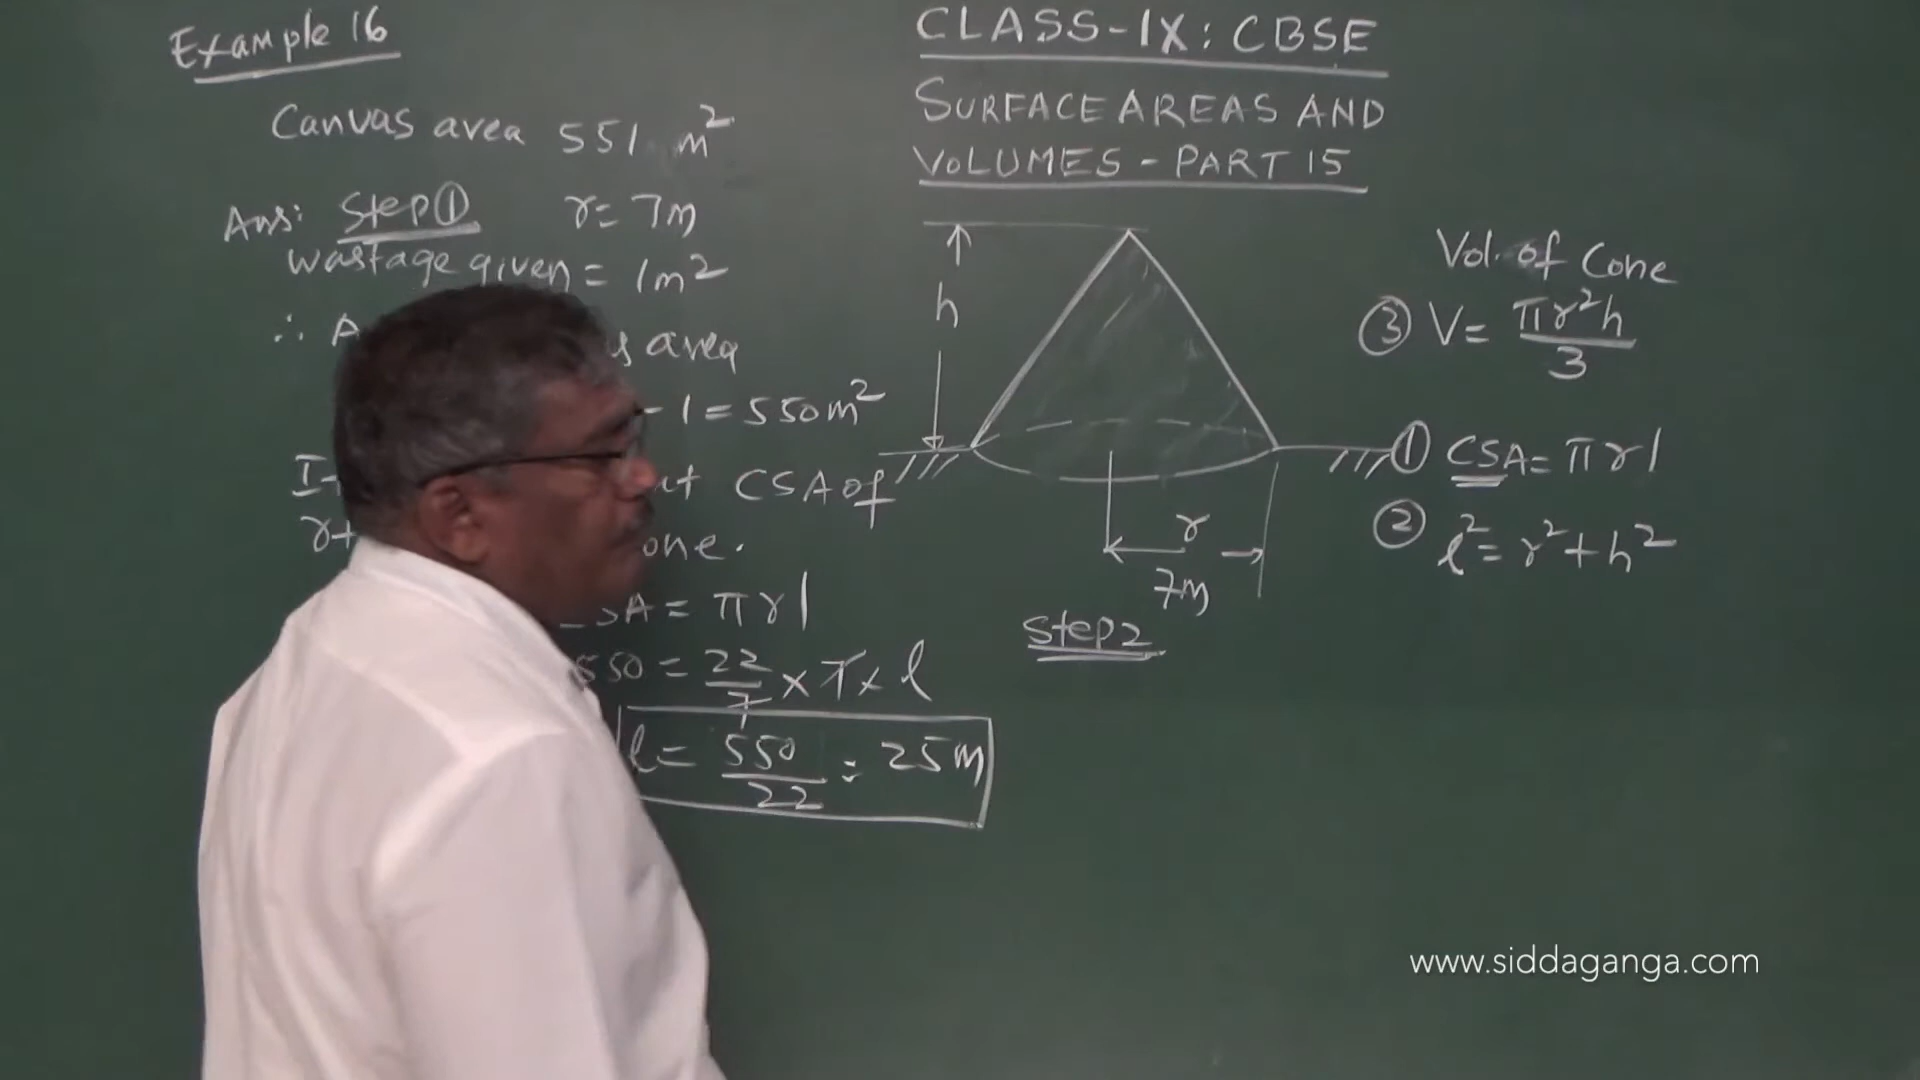 Example 16
Canvas area 551 m²
Ans: Step ① r = 7m
wastage given = 1m²
∴ A area
- 1 = 550m²
CSA of
one.
SA = πrl
550 = 22/7 × 7 × l
l = 550/22 = 25m
CLASS-IX: CBSE
SURFACE AREAS AND
VOLUMES - PART 15
h
r
7m
Step 2
Vol. of Cone
③ V = πr²h/3
① CSA = πrl
② l² = r² + h²
www.siddaganga.com